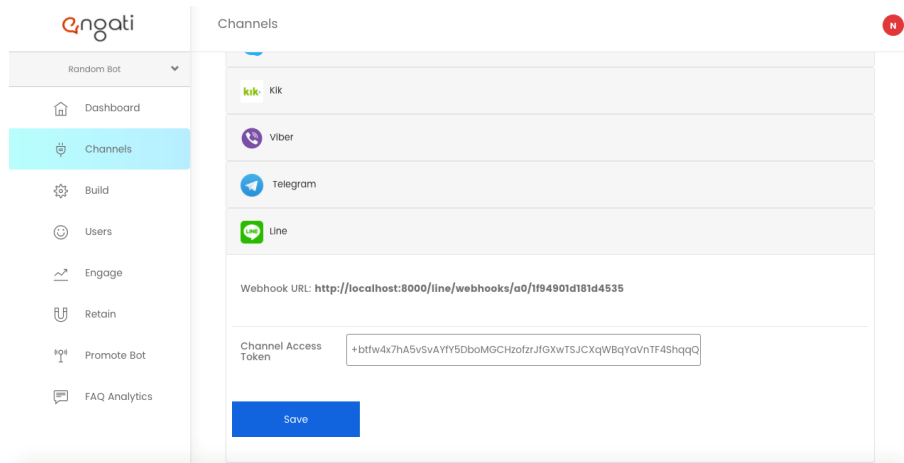 engati
Channels
N
Random Bot
Dashboard
Channels
Build
Users
Engage
Retain
Promote Bot
FAQ Analytics
kik.
Kik
Viber
Telegram
LINE
Line
Webhook URL: http://localhost:8000/line/webhooks/a0/1f94901d181d4535
Channel Access
Token
+btfw4x7hA5vSvAYfY5DboMGCHzofzrJfGXwTSJCXqWBqYaVnTF4ShqqQ
Save